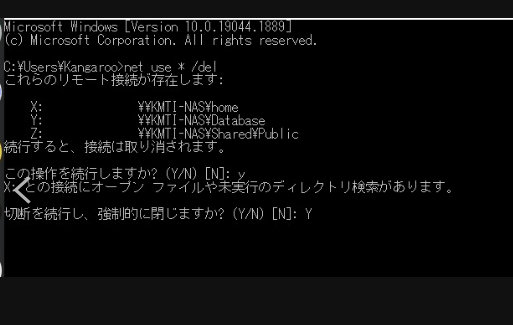 Microsoft Windows [Version 10.0.19044.1889]
(c) Microsoft Corporation. All rights reserved.
C:¥Users¥Kangaroo>net use * /del
これらのリモート接続が存在します:
X: ¥¥KMTI-NAS¥home
Y: ¥¥KMTI-NAS¥Database
Z: ¥¥KMTI-NAS¥Shared¥Public
続行すると、接続は取り消されます。
この操作を続行しますか? (Y/N) [N]: y
X: との接続にオープン ファイルや未実行のディレクトリ検索があります。
切断を続行し、強制的に閉じますか? (Y/N) [N]: Y